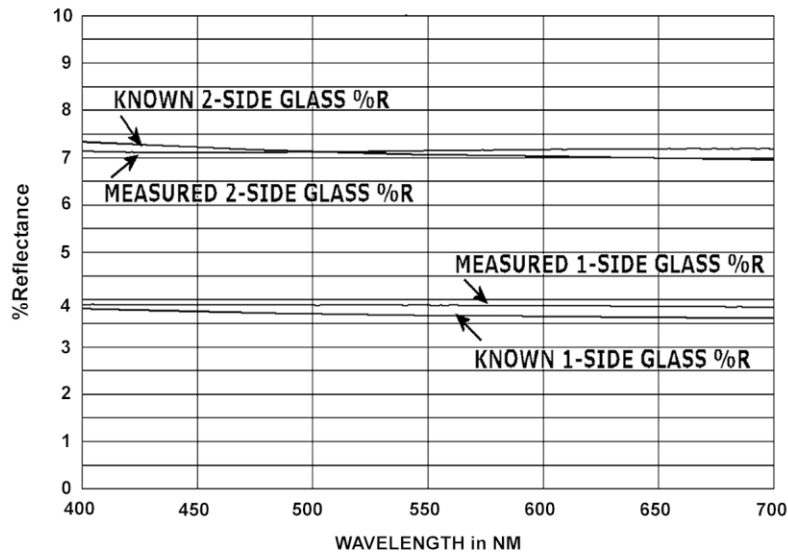 10
9
8
7
6
5
4
3
2
1
0
%Reflectance
KNOWN 2-SIDE GLASS %R
MEASURED 2-SIDE GLASS %R
MEASURED 1-SIDE GLASS %R
KNOWN 1-SIDE GLASS %R
400 450 500 550 600 650 700
WAVELENGTH in NM